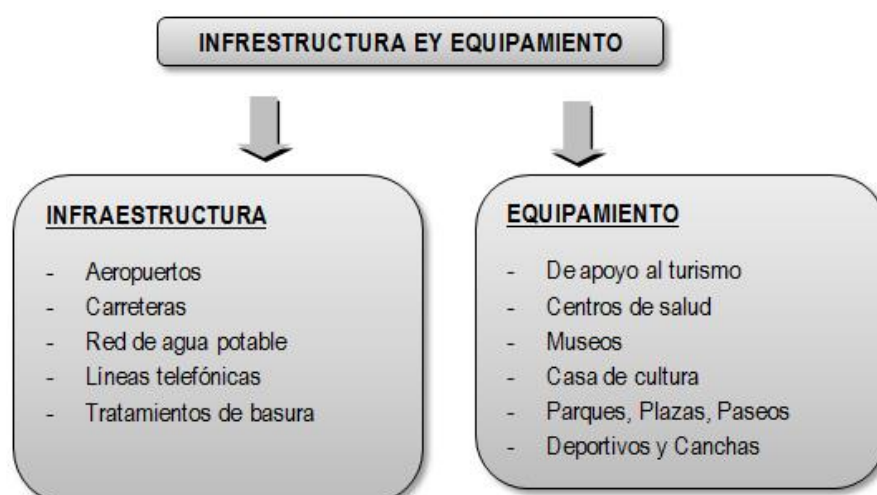 INFRESTRUCTURA EY EQUIPAMIENTO
INFRAESTRUCTURA
- Aeropuertos
- Carreteras
- Red de agua potable
- Líneas telefónicas
- Tratamientos de basura
EQUIPAMIENTO
- De apoyo al turismo
- Centros de salud
- Museos
- Casa de cultura
- Parques, Plazas, Paseos
- Deportivos y Canchas